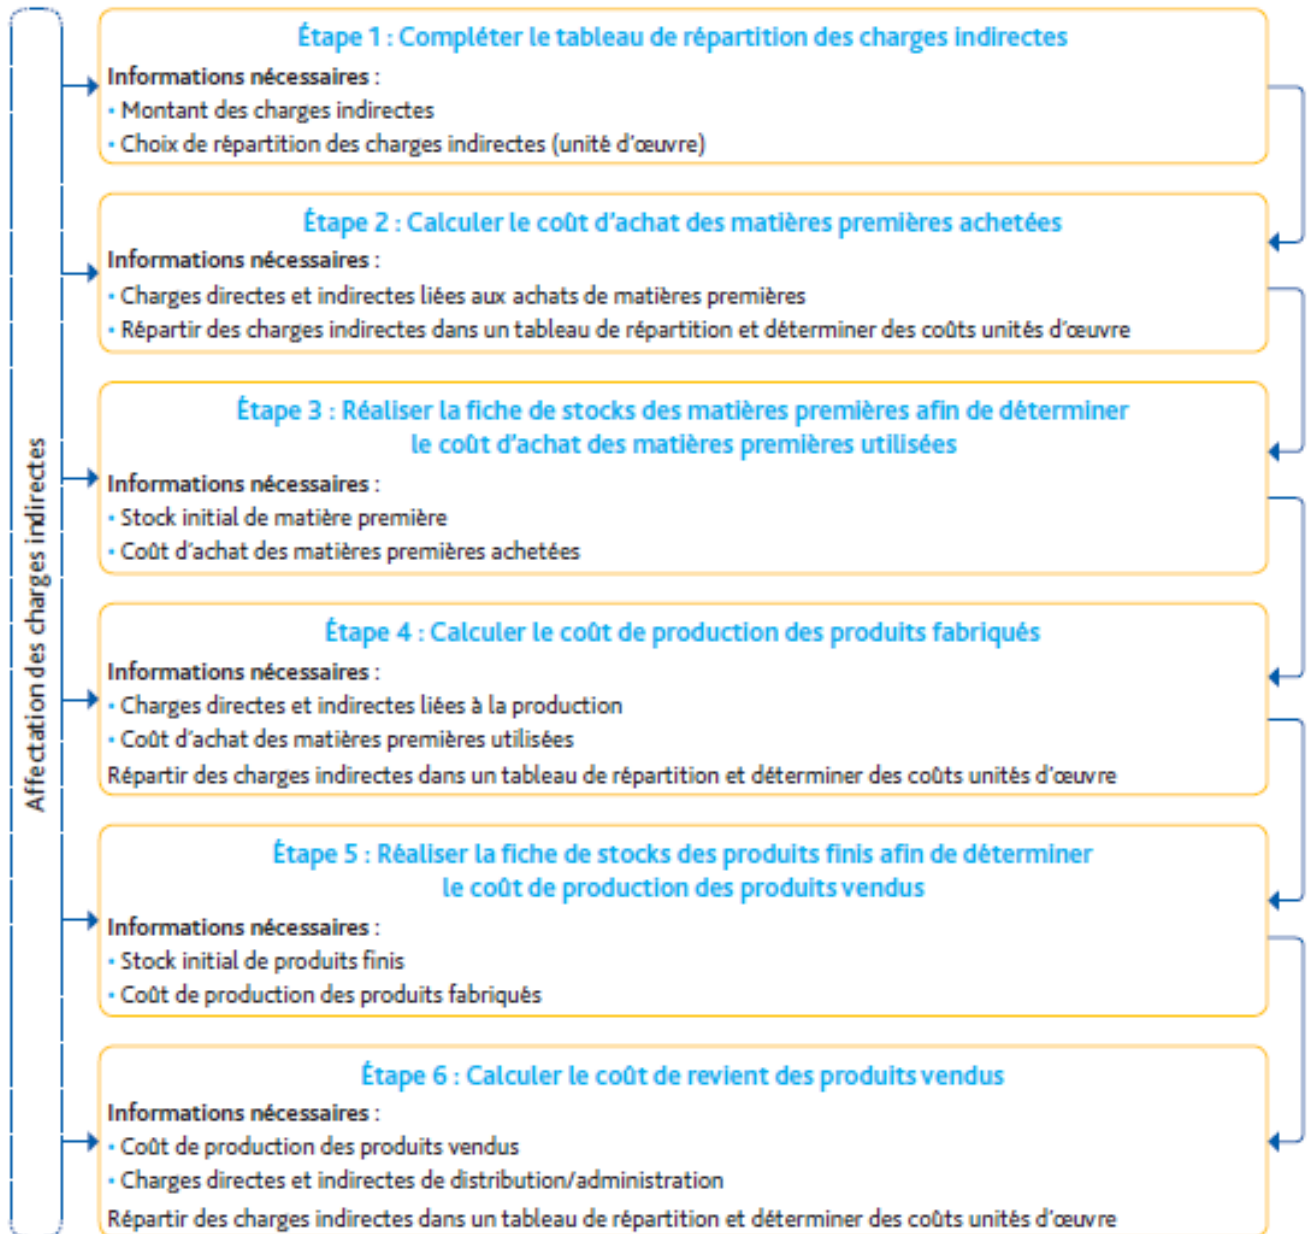 Affectation des charges indirectes
Étape 1 : Compléter le tableau de répartition des charges indirectes
Informations nécessaires :
• Montant des charges indirectes
• Choix de répartition des charges indirectes (unité d'œuvre)
Étape 2 : Calculer le coût d'achat des matières premières achetées
Informations nécessaires :
• Charges directes et indirectes liées aux achats de matières premières
• Répartir des charges indirectes dans un tableau de répartition et déterminer des coûts unités d'œuvre
Étape 3 : Réaliser la fiche de stocks des matières premières afin de déterminer
le coût d'achat des matières premières utilisées
Informations nécessaires :
• Stock initial de matière première
• Coût d'achat des matières premières achetées
Étape 4 : Calculer le coût de production des produits fabriqués
Informations nécessaires :
• Charges directes et indirectes liées à la production
• Coût d'achat des matières premières utilisées
Répartir des charges indirectes dans un tableau de répartition et déterminer des coûts unités d'œuvre
Étape 5 : Réaliser la fiche de stocks des produits finis afin de déterminer
le coût de production des produits vendus
Informations nécessaires :
• Stock initial de produits finis
• Coût de production des produits fabriqués
Étape 6 : Calculer le coût de revient des produits vendus
Informations nécessaires :
• Coût de production des produits vendus
• Charges directes et indirectes de distribution/administration
Répartir des charges indirectes dans un tableau de répartition et déterminer des coûts unités d'œuvre